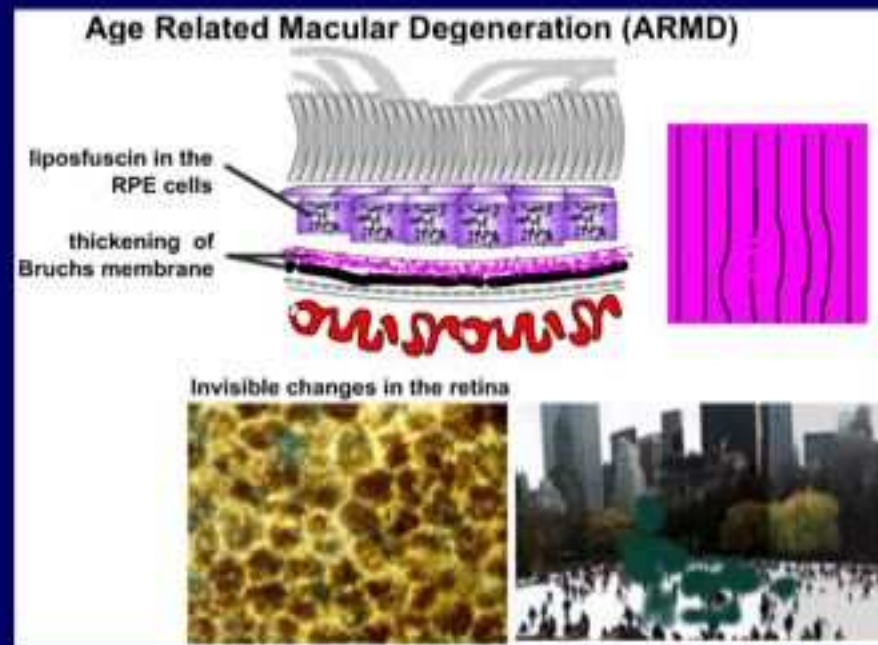 Age Related Macular Degeneration (ARMD)
liposfuscin in the
RPE cells
thickening of
Bruchs membrane
Invisible changes in the retina